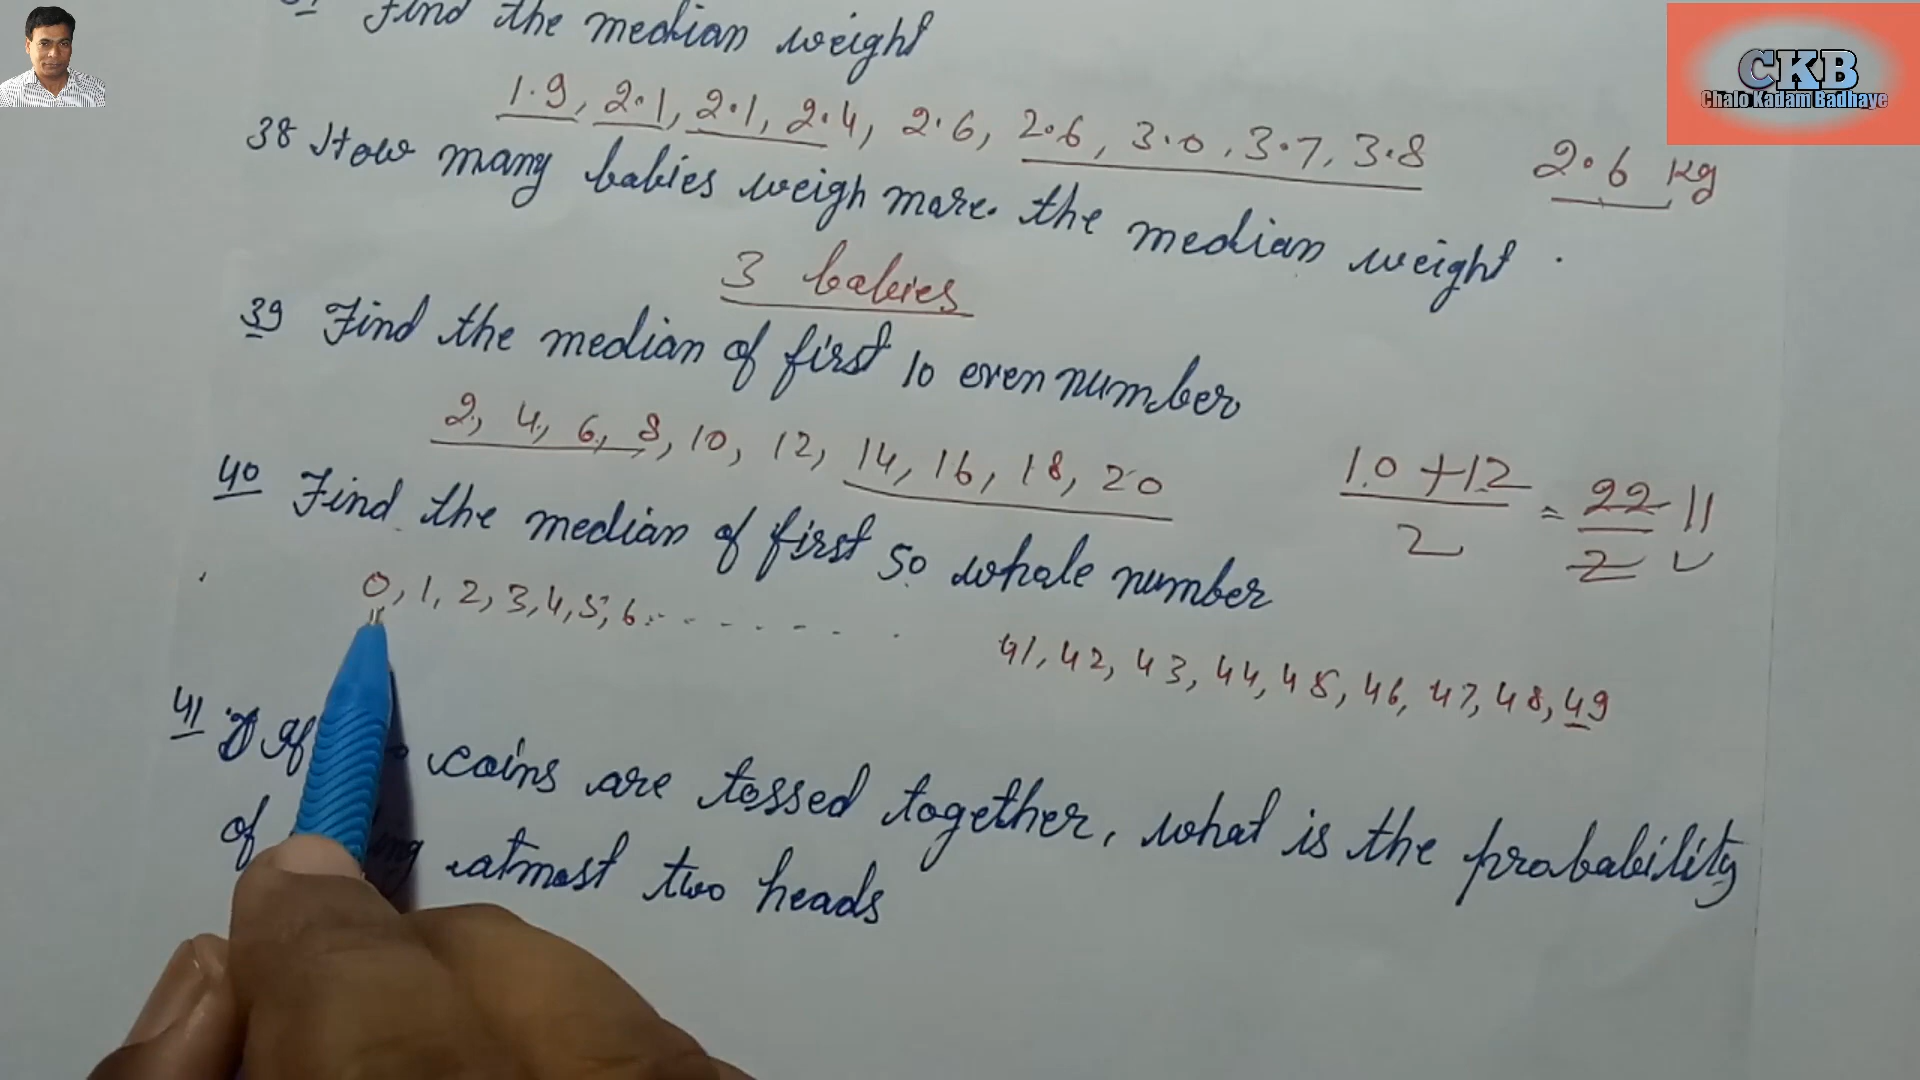 Find the median weight
1.9, 2.1, 2.1, 2.4, 2.6, 2.6, 3.0, 3.7, 3.8
2.6 kg
38 How many babies weigh more. the median weight.
3 babies
39 Find the median of first 10 even number
2, 4, 6, 8, 10, 12, 14, 16, 18, 20
10+12
2
= 22
2
11
40 Find the median of first 50 whole number
0, 1, 2, 3, 4, 5, 6 - - - - - - -
41, 42, 43, 44, 45, 46, 47, 48, 49
41 If coins are tossed together, what is the probability
of atmost two heads
CKB
Chalo Kadam Badhaye